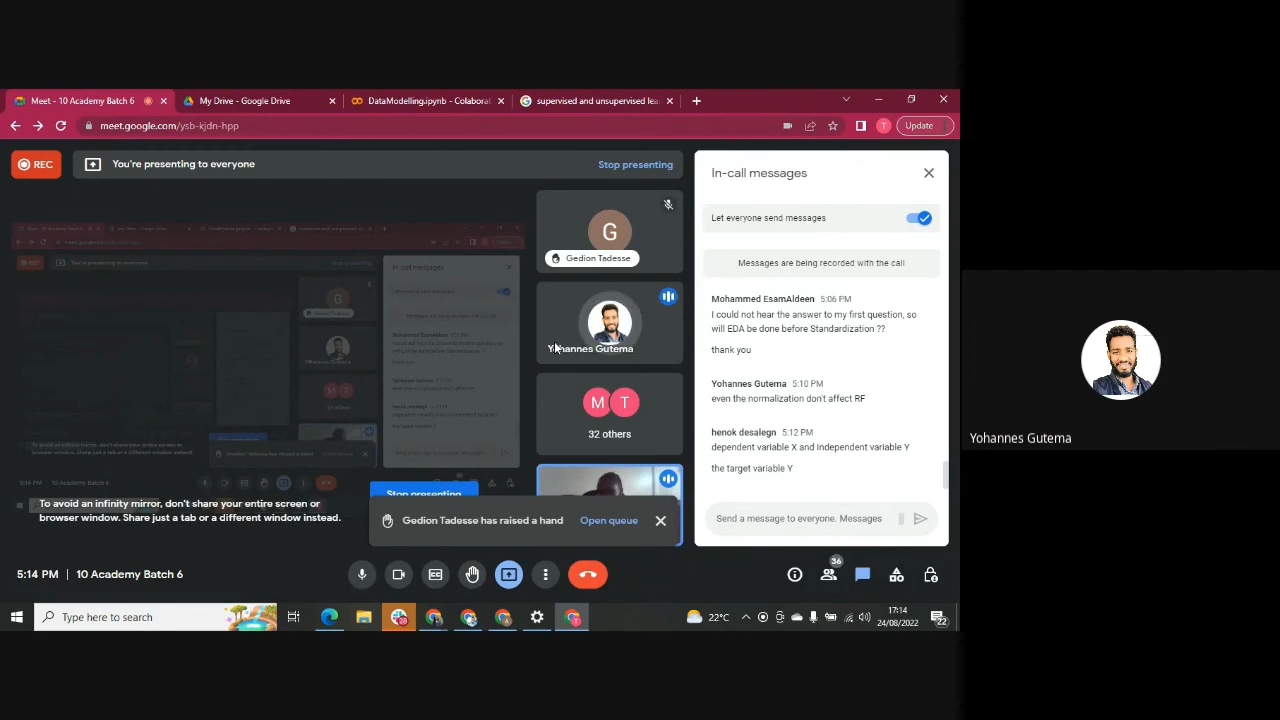 Meet - 10 Academy Batch 6
My Drive - Google Drive
DataModelling.ipynb - Colaborat
supervised and unsupervised lea
meet.google.com/ysb-kjdn-hpp
T
Update
REC
You're presenting to everyone
Stop presenting
G
Gedion Tadesse
Yohannes Gutema
M T
32 others
Stop presenting
Gedion Tadesse has raised a hand
Open queue
To avoid an infinity mirror, don't share your entire screen or
browser window. Share just a tab or a different window instead.
In-call messages
Let everyone send messages
Messages are being recorded with the call
Mohammed EsamAldeen 5:06 PM
I could not hear the answer to my first question, so
will EDA be done before Standardization ??
thank you
Yohannes Gutema 5:10 PM
even the normalization don't affect RF
henok desalegn 5:12 PM
dependent variable X and Independent variable Y
the target variable Y
Send a message to everyone. Messages
5:14 PM | 10 Academy Batch 6
36
Type here to search
28
22°C
17:14
24/08/2022
22
Yohannes Gutema